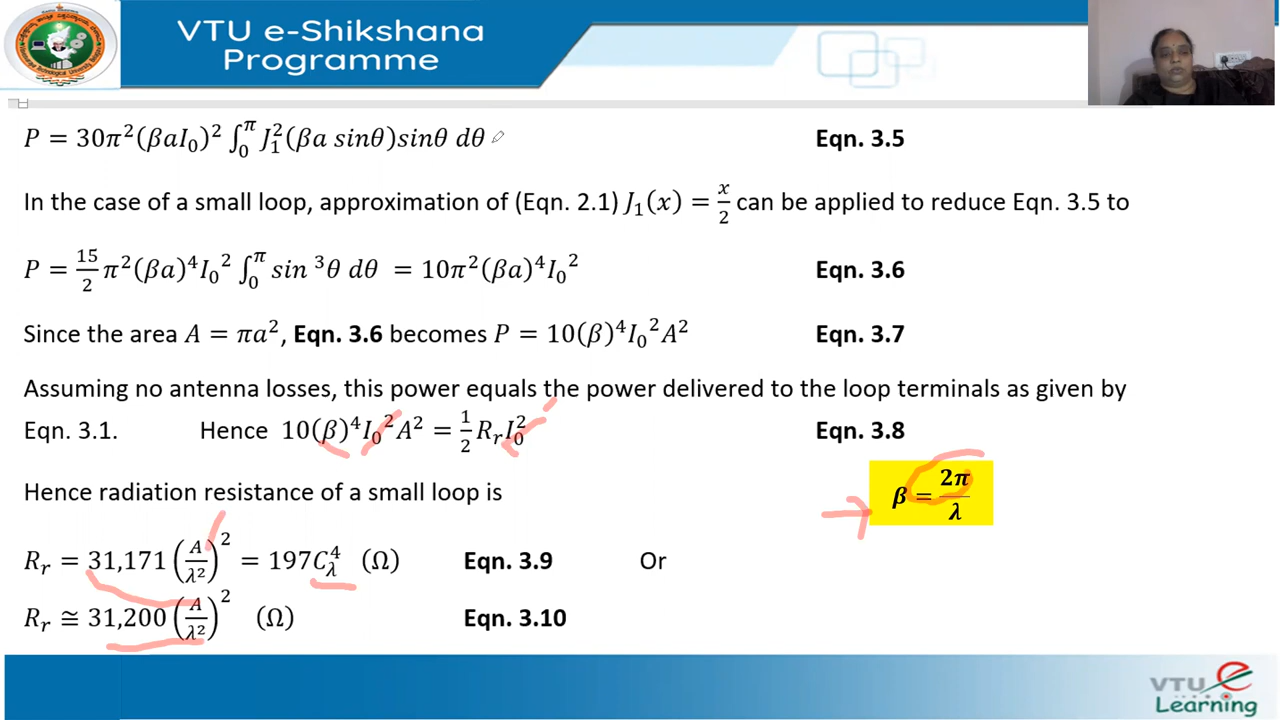 VTU e-Shikshana
Programme
P = 30π²(βaI₀)² ∫₀^π J₁²(βa sinθ)sinθ dθ Eqn. 3.5
In the case of a small loop, approximation of (Eqn. 2.1) J₁(x) = x/2 can be applied to reduce Eqn. 3.5 to
P = 15/2 π²(βa)⁴I₀² ∫₀^π sin ³θ dθ = 10π²(βa)⁴I₀² Eqn. 3.6
Since the area A = πa², Eqn. 3.6 becomes P = 10(β)⁴I₀²A² Eqn. 3.7
Assuming no antenna losses, this power equals the power delivered to the loop terminals as given by
Eqn. 3.1. Hence 10(β)⁴I₀²A² = 1/2 RᵣI₀² Eqn. 3.8
Hence radiation resistance of a small loop is
β = 2π/λ
Rᵣ = 31,171 (A/λ²)² = 197C_λ⁴ (Ω) Eqn. 3.9 Or
Rᵣ ≅ 31,200 (A/λ²)² (Ω) Eqn. 3.10
VTU
Learning